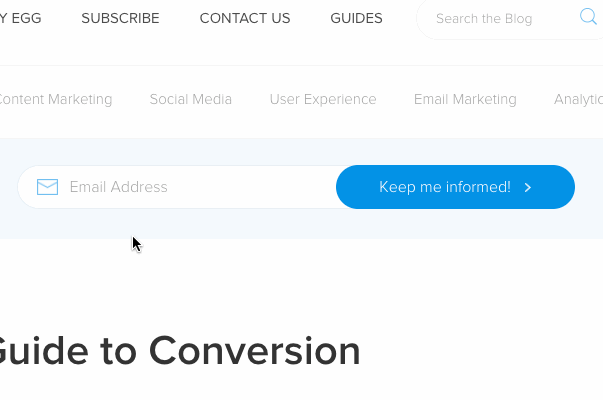 Y EGG SUBSCRIBE CONTACT US GUIDES Search the Blog
Content Marketing Social Media User Experience Email Marketing Analytic
Email Address Keep me informed!
Guide to Conversion